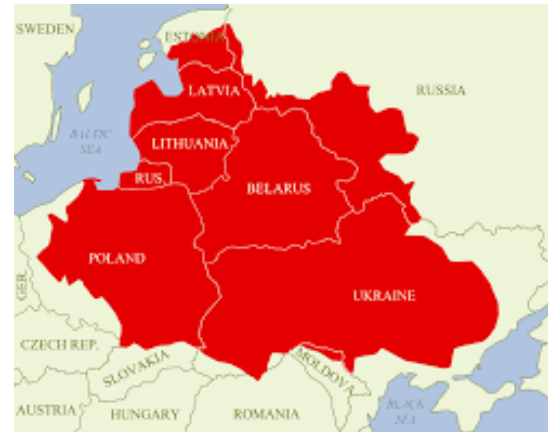 SWEDEN
ESTONIA
LATVIA
RUSSIA
BALTIC
SEA
LITHUANIA
RUS.
BELARUS
POLAND
GER.
UKRAINE
CZECH REP.
SLOVAKIA
MOLDOVA
AUSTRIA
HUNGARY
ROMANIA
BLACK
SEA